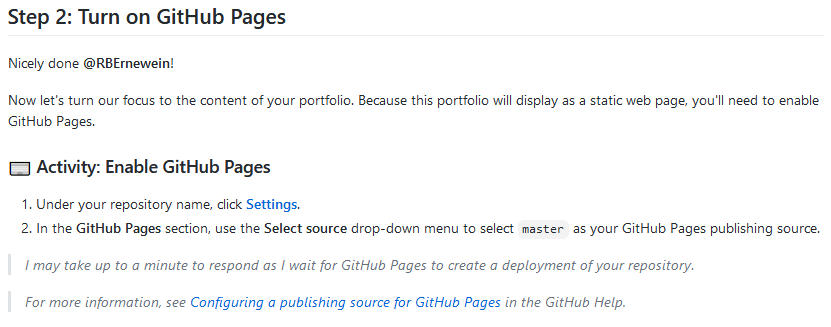 Step 2: Turn on GitHub Pages
Nicely done @RBErnewein!
Now let's turn our focus to the content of your portfolio. Because this portfolio will display as a static web page, you'll need to enable
GitHub Pages.
Activity: Enable GitHub Pages
1. Under your repository name, click Settings.
2. In the GitHub Pages section, use the Select source drop-down menu to select master as your GitHub Pages publishing source.
I may take up to a minute to respond as I wait for GitHub Pages to create a deployment of your repository.
For more information, see Configuring a publishing source for GitHub Pages in the GitHub Help.